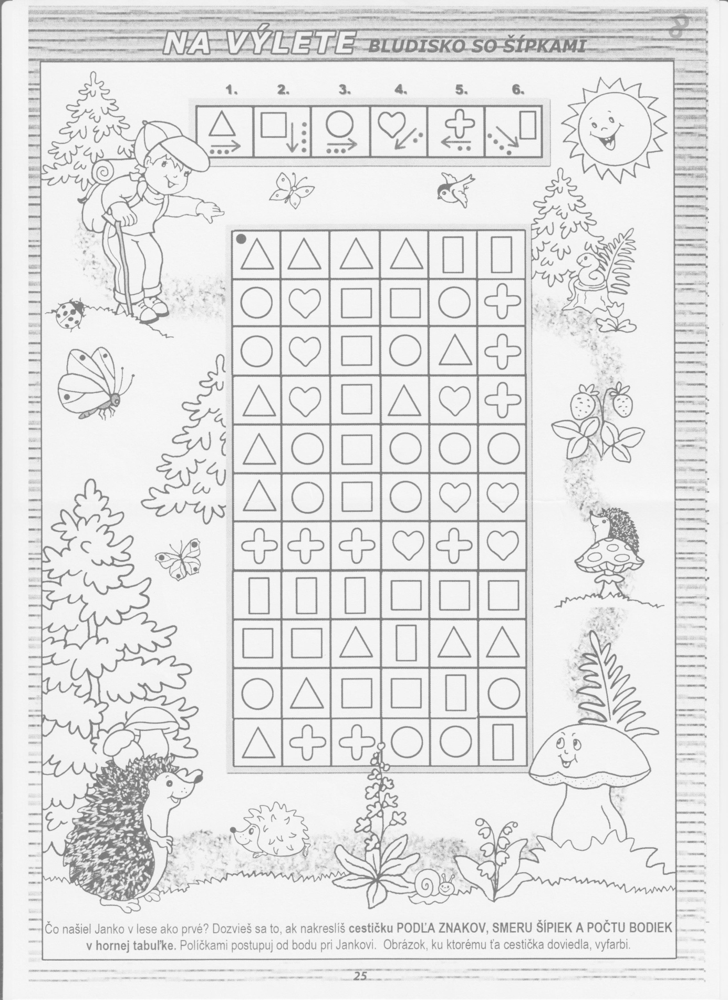 8
NA VÝLETE BLUDISKO SO ŠÍPKAMI
1. 2. 3. 4. 5. 6.
Čo našiel Janko v lese ako prvé? Dozvieš sa to, ak nakreslíš cestičku PODĽA ZNAKOV, SMERU ŠÍPIEK A POČTU BODIEK
v hornej tabuľke. Políčkami postupuj od bodu pri Jankovi. Obrázok, ku ktorému ťa cestička doviedla, vyfarbi.
25